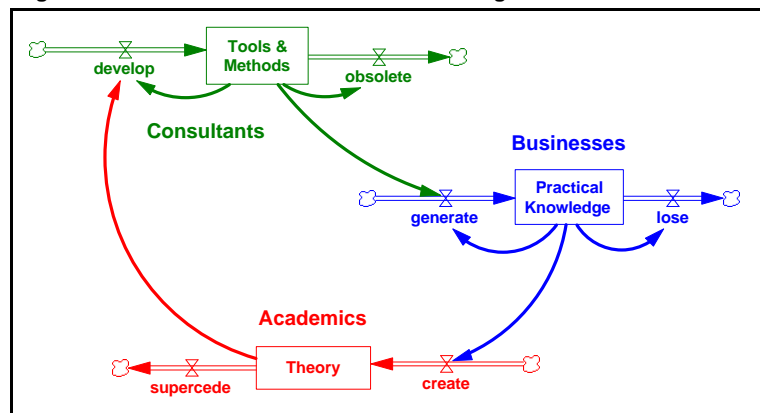 Tools &
Methods
develop
obsolete
Consultants
Businesses
Practical
Knowledge
generate
lose
Academics
Theory
supercede
create